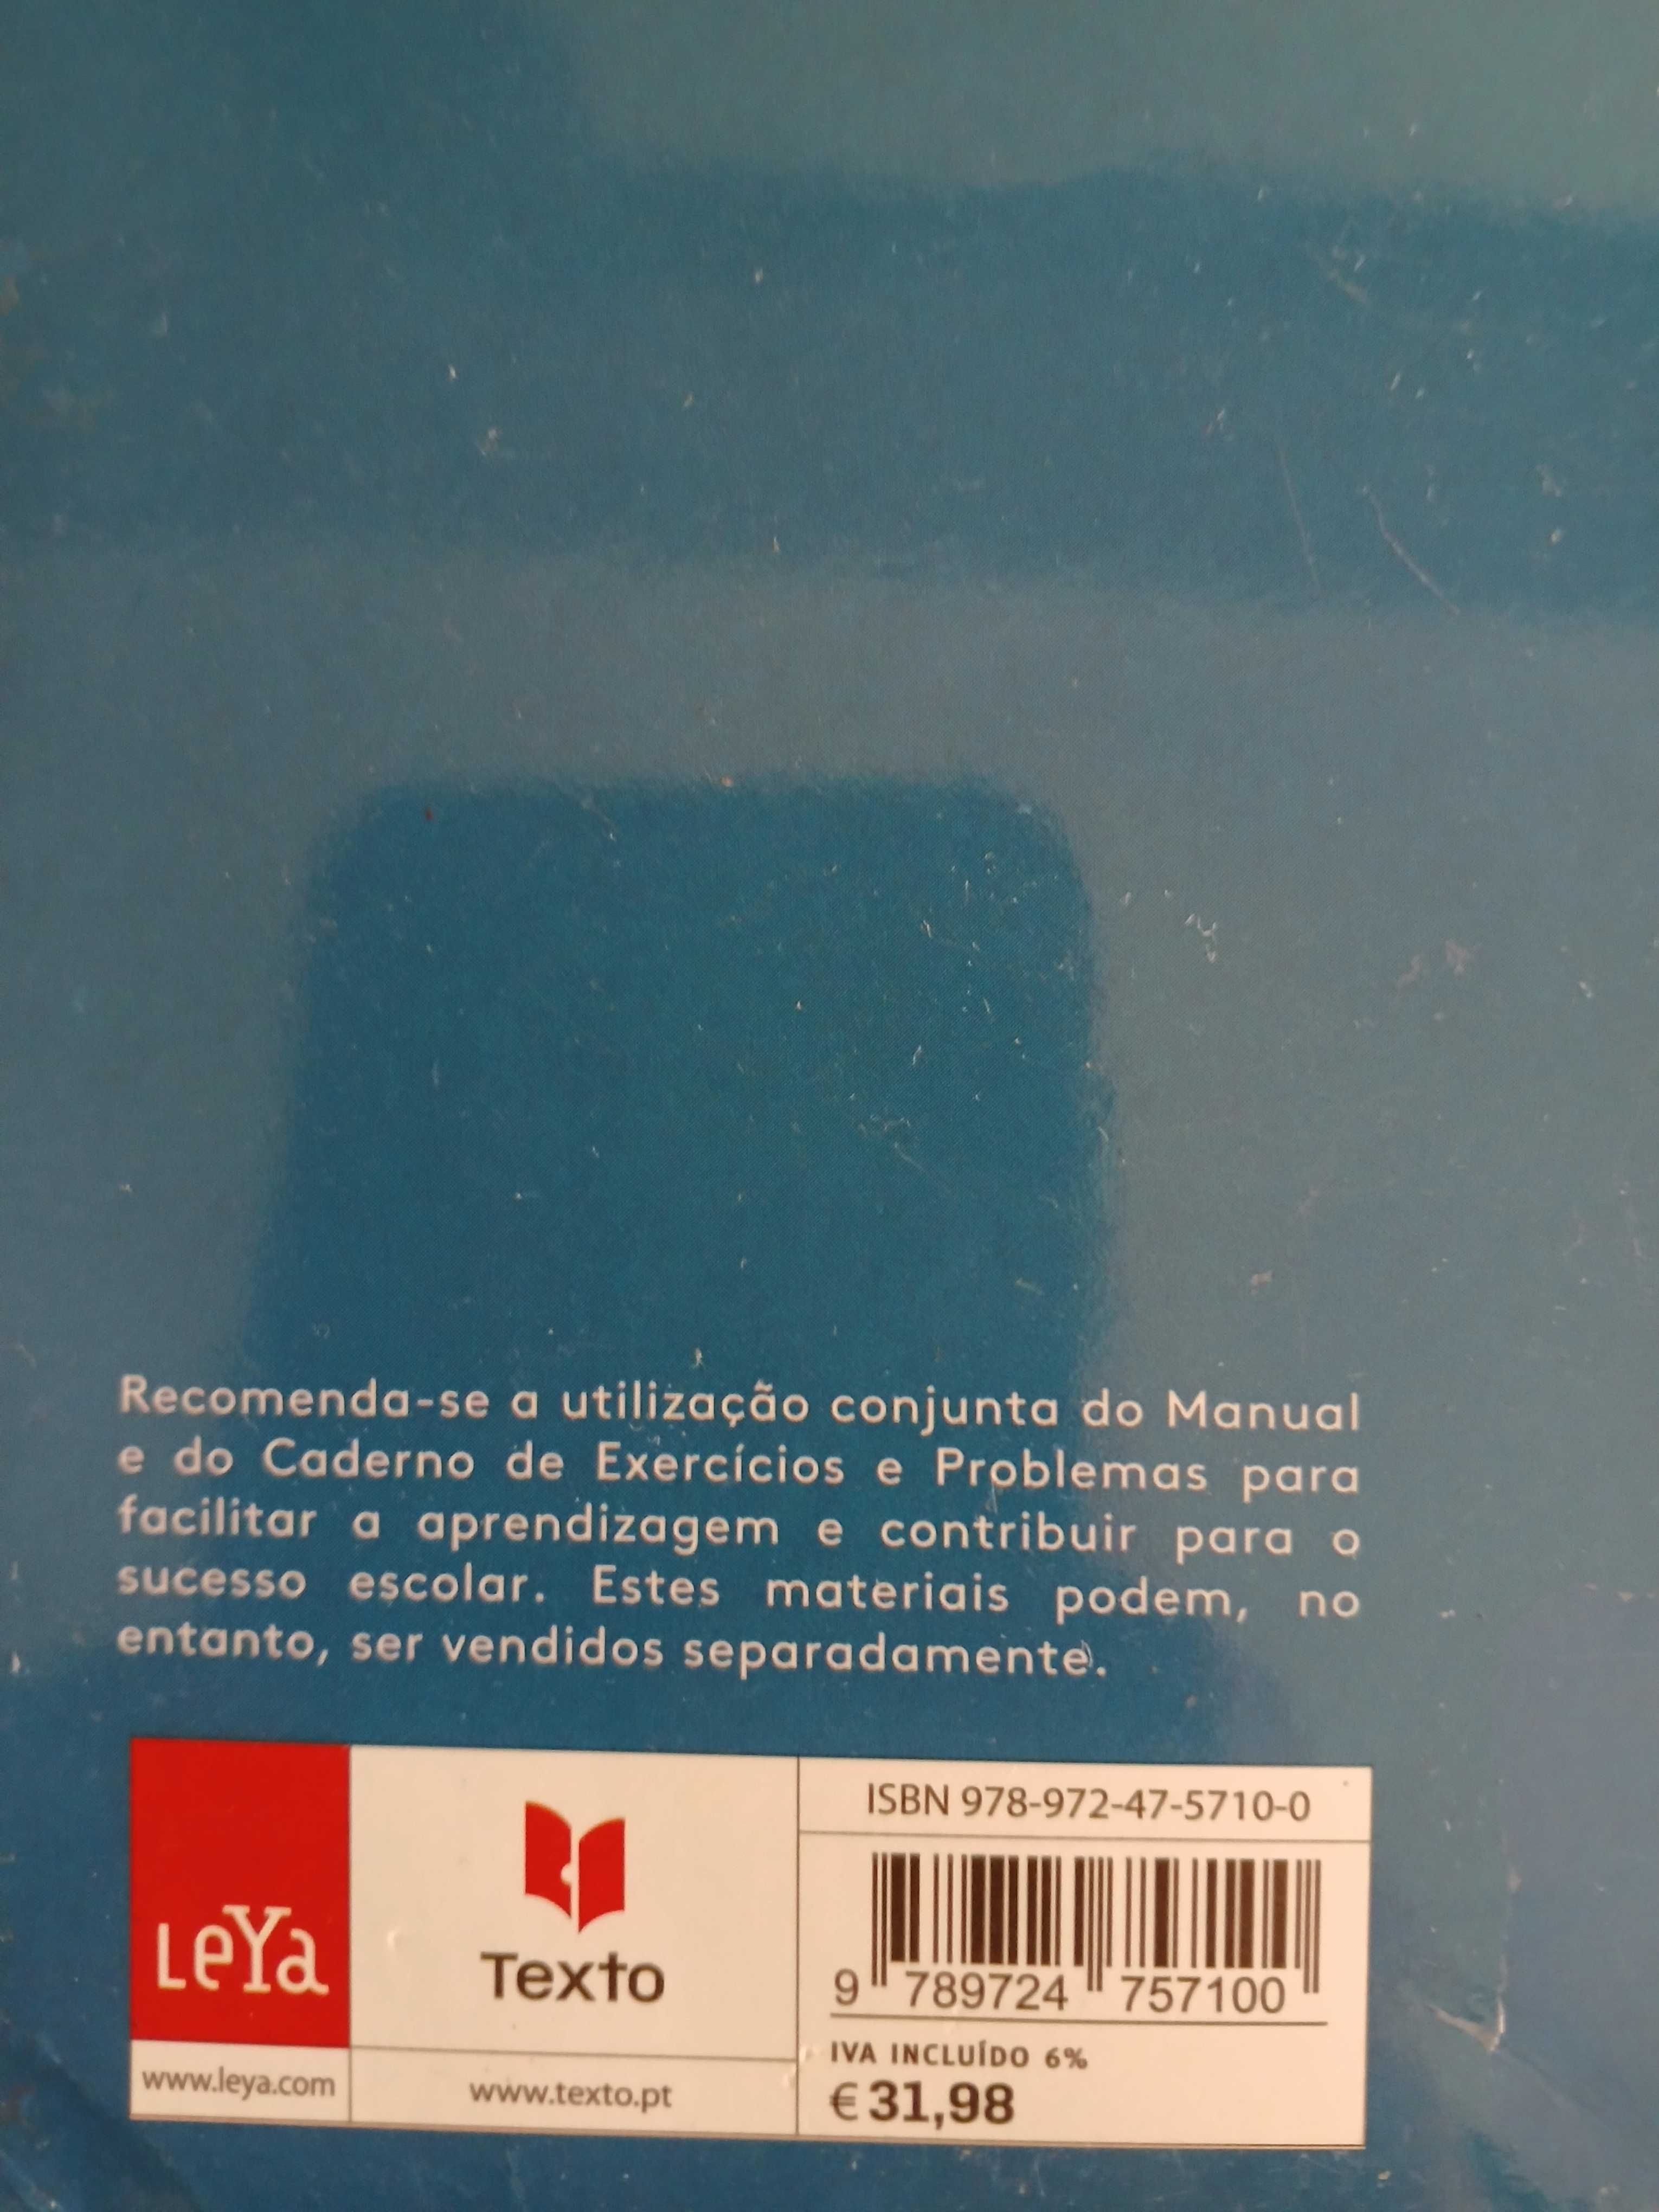 Recomenda-se a utilização conjunta do Manual
e do Caderno de Exercícios e Problemas para
facilitar a aprendizagem e contribuir para o
sucesso escolar. Estes materiais podem, no
entanto, ser vendidos separadamente.
LeYa
www.leya.com
Texto
www.texto.pt
ISBN 978-972-47-5710-0
9 789724 757100
IVA INCLUÍDO 6%
€ 31,98